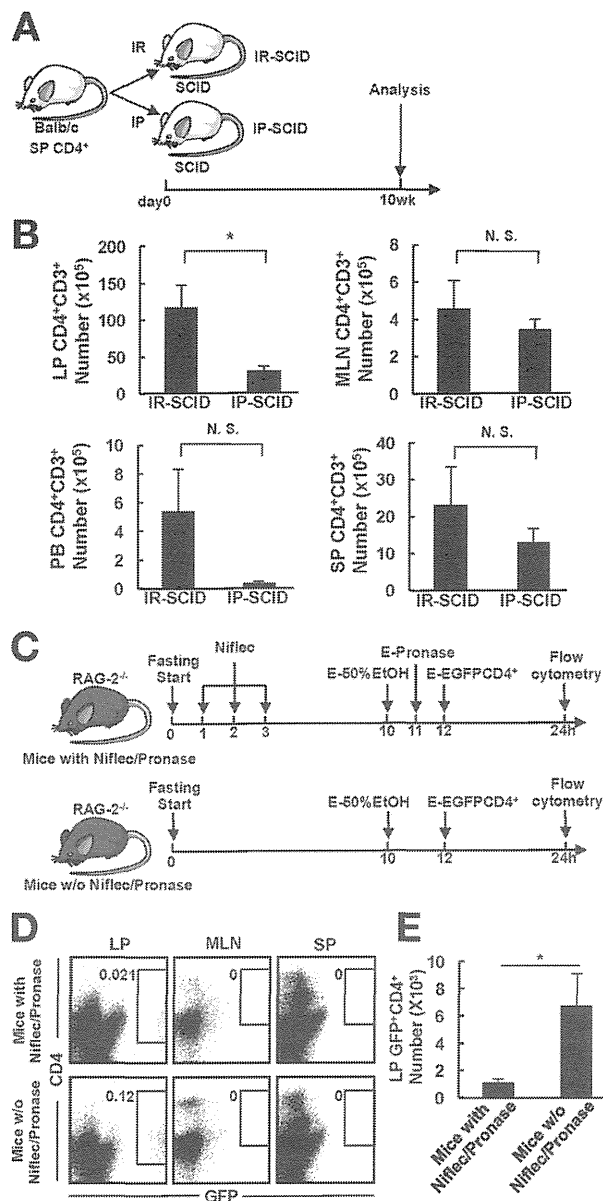 A
IR
IR-SCID
SCID
Balb/c
SP CD4⁺
IP
IP-SCID
SCID
Analysis
day0
10wk
B
LP CD4⁺CD3⁺
Number (x10⁵)
200
150
100
50
0
*
IR-SCID IP-SCID
MLN CD4⁺CD3⁺
Number (x10⁵)
6
4
2
0
N. S.
IR-SCID IP-SCID
PB CD4⁺CD3⁺
Number (x10⁵)
10
8
6
4
2
0
N. S.
IR-SCID IP-SCID
SP CD4⁺CD3⁺
Number (x10⁵)
40
30
20
10
0
N. S.
IR-SCID IP-SCID
C
RAG-2⁻/⁻
Mice with Niflec/Pronase
Fasting
Start
Niflec
E-Pronase
E-50%EtOH
E-EGFPCD4⁺
Flow
cytometry
0 1 2 3 10 11 12 24h
RAG-2⁻/⁻
Mice w/o Niflec/Pronase
Fasting
Start
E-50%EtOH
E-EGFPCD4⁺
Flow
cytometry
0 10 12 24h
D
LP MLN SP
Mice with
Niflec/Pronase
0.021 0 0
CD4
Mice w/o
Niflec/Pronase
0.12 0 0
GFP
E
LP GFP⁺CD4⁺
Number (X10³)
10
8
6
4
2
0
*
Mice with
Niflec/Pronase
Mice w/o
Niflec/Pronase